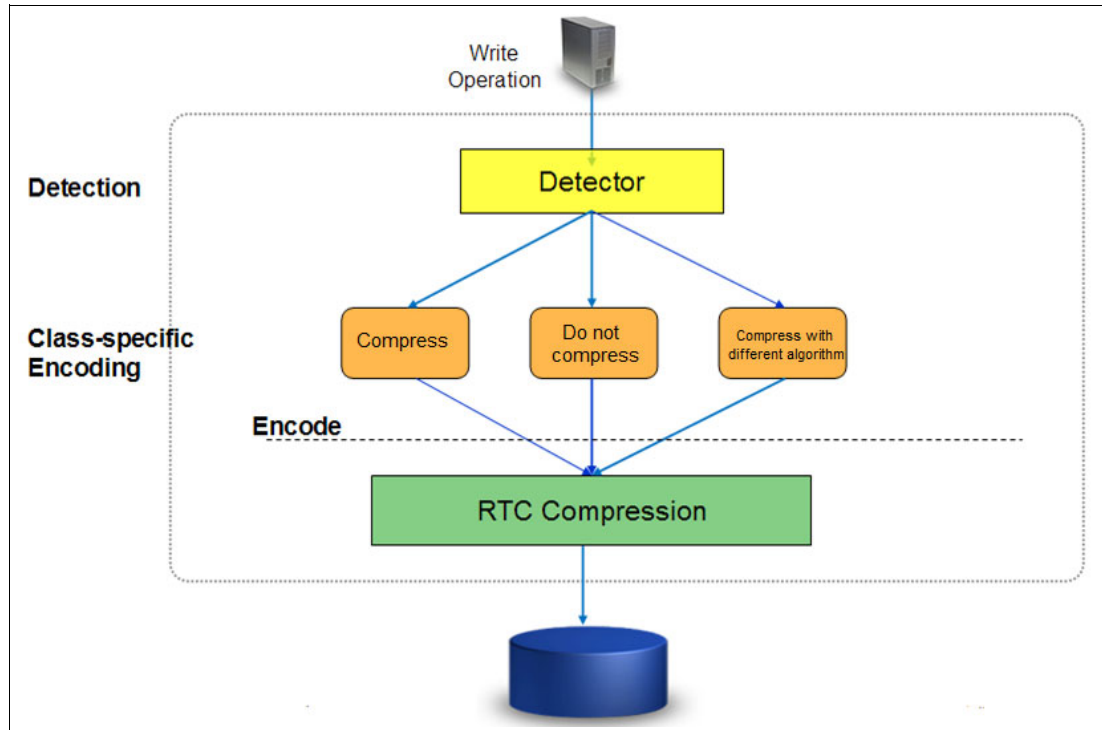 Write
Operation
Detection
Detector
Class-specific
Encoding
Compress
Do not
compress
Compress with
different algorithm
Encode
RTC Compression